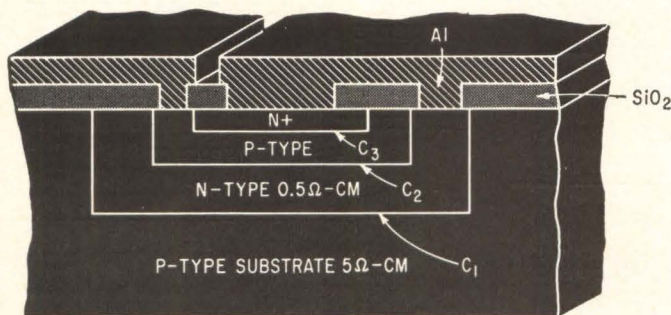 Al
SiO₂
N+
P-TYPE
C₃
N-TYPE 0.5Ω-CM
C₂
P-TYPE SUBSTRATE 5Ω-CM
C₁